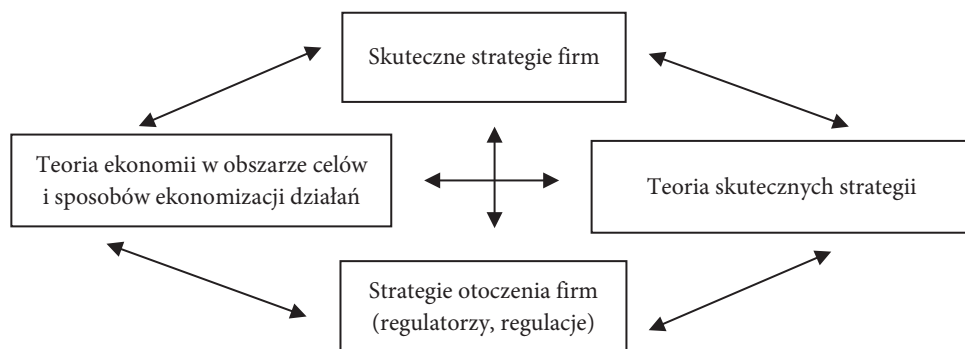 Skuteczne strategie firm
Teoria ekonomii w obszarze celów
i sposobów ekonomizacji działań
Teoria skutecznych strategii
Strategie otoczenia firm
(regulatorzy, regulacje)